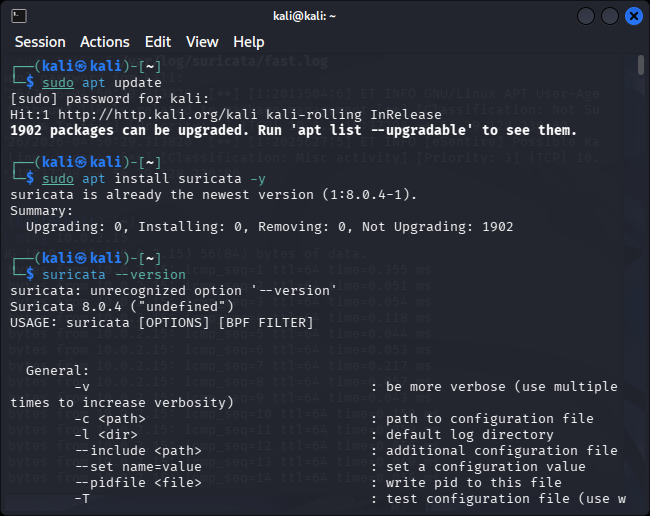 kali@kali: ~
Session Actions Edit View Help
┌──(kali㉿kali)-[~]
└─$ sudo apt update
[sudo] password for kali:
Hit:1 http://http.kali.org/kali kali-rolling InRelease
1902 packages can be upgraded. Run 'apt list --upgradable' to see them.
┌──(kali㉿kali)-[~]
└─$ sudo apt install suricata -y
suricata is already the newest version (1:8.0.4-1).
Summary:
  Upgrading: 0, Installing: 0, Removing: 0, Not Upgrading: 1902
┌──(kali㉿kali)-[~]
└─$ suricata --version
suricata: unrecognized option '--version'
Suricata 8.0.4 ("undefined")
USAGE: suricata [OPTIONS] [BPF FILTER]
  General:
        -v                                   : be more verbose (use multiple
times to increase verbosity)
        -c <path>                            : path to configuration file
        -l <dir>                             : default log directory
        --include <path>                     : additional configuration file
        --set name=value                     : set a configuration value
        --pidfile <file>                     : write pid to this file
        -T                                   : test configuration file (use w